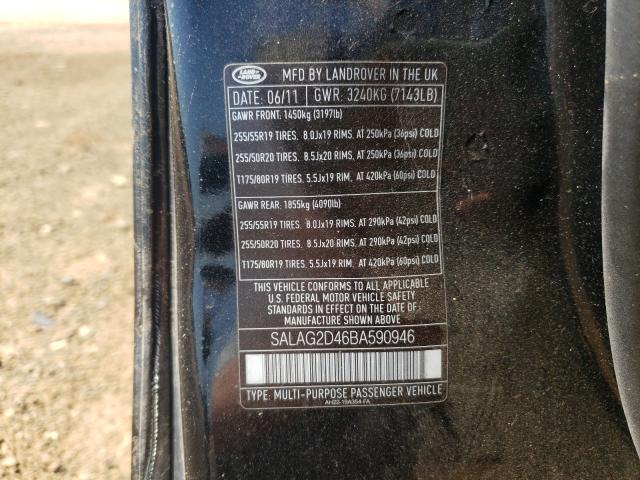 LAND ROVER
MFD BY LANDROVER IN THE UK
DATE: 06/11 GWR. 3240KG (7143LB)
GAWR FRONT: 1450kg (3197lb)
255/55R19 TIRES, 8.0Jx19 RIMS, AT 250kPa (36psi) COLD
255/50R20 TIRES, 8.5Jx20 RIMS, AT 250kPa (36psi) COLD
T175/80R19 TIRES, 5.5Jx19 RIM, AT 420kPa (60psi) COLD
GAWR REAR: 1855kg (4090lb)
255/55R19 TIRES, 8.0Jx19 RIMS, AT 290kPa (42psi) COLD
255/50R20 TIRES, 8.5Jx20 RIMS, AT 290kPa (42psi) COLD
T175/80R19 TIRES, 5.5Jx19 RIM, AT 420kPa (60psi) COLD
THIS VEHICLE CONFORMS TO ALL APPLICABLE
U.S. FEDERAL MOTOR VEHICLE SAFETY
STANDARDS IN EFFECT ON THE DATE OF
MANUFACTURE SHOWN ABOVE
SALAG2D46BA590946
TYPE: MULTI-PURPOSE PASSENGER VEHICLE
AH22-19A354-FA